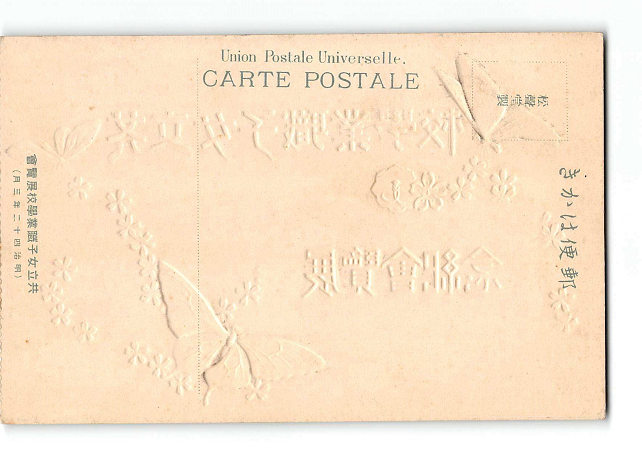 Union Postale Universelle.
CARTE POSTALE
郵便はかき
共立女子職業學校
展覽會紀念
共立女子職業學校展覽會
(明治四十二年三月)